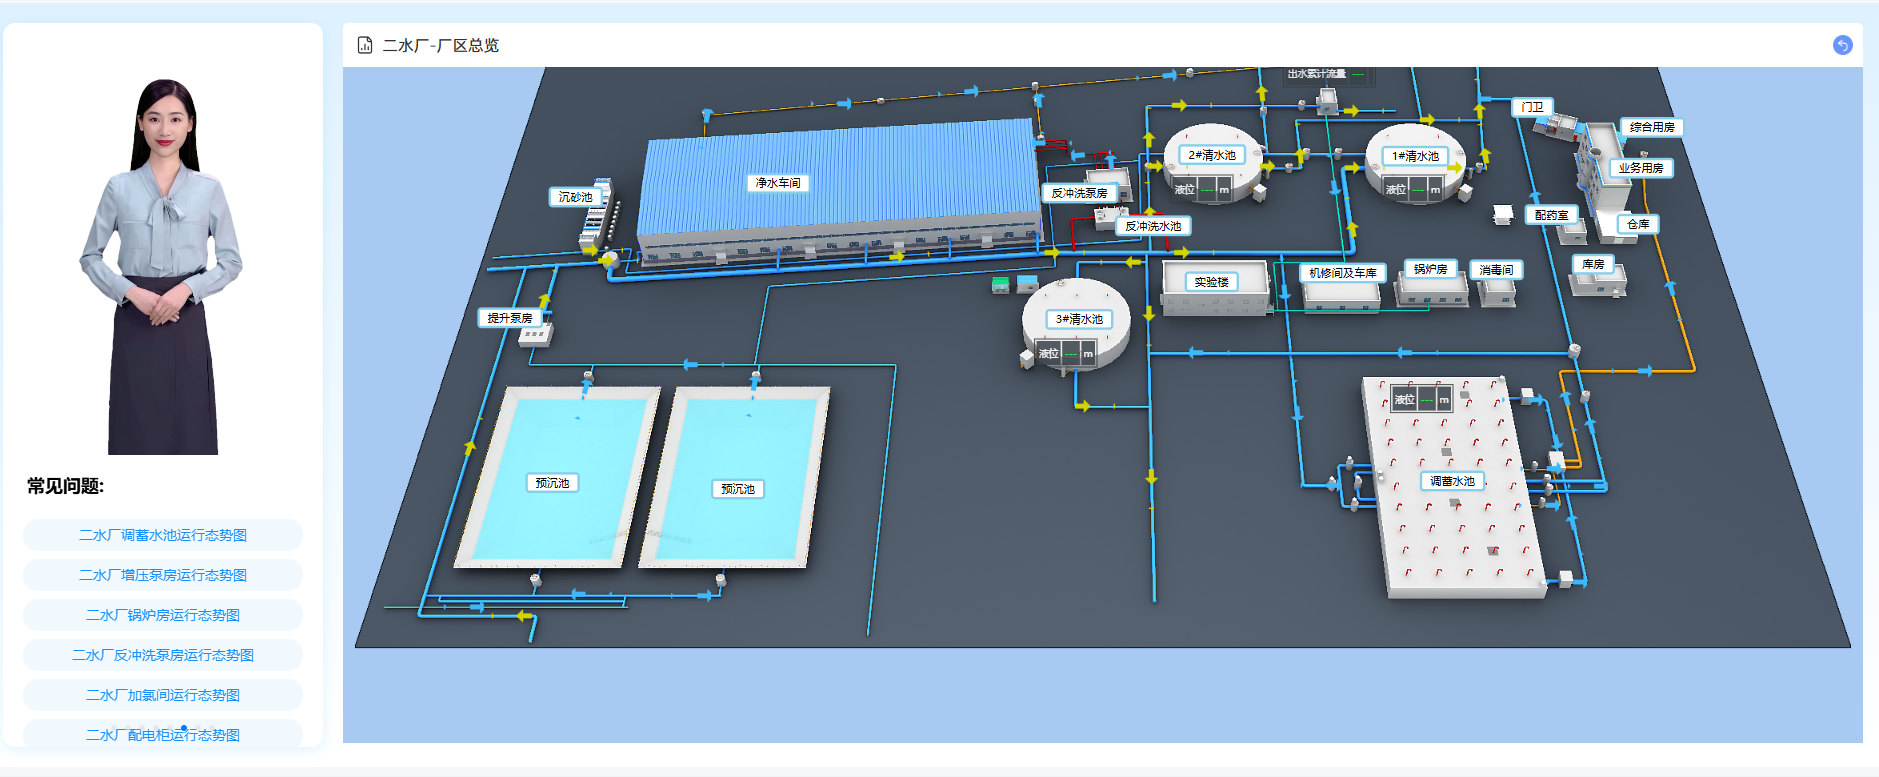 二水厂-厂区总览
常见问题:
二水厂调蓄水池运行态势图
二水厂增压泵房运行态势图
二水厂锅炉房运行态势图
二水厂反冲洗泵房运行态势图
二水厂加氯间运行态势图
二水厂配电柜运行态势图
出水累计流量 ---
门卫
综合用房
2#清水池
1#清水池
业务用房
净水车间
沉砂池
反冲洗泵房
液位 --- m
液位 --- m
反冲洗水池
配药室
仓库
库房
机修间及车库
锅炉房
消毒间
实验楼
提升泵房
3#清水池
液位 --- m
液位 --- m
预沉池
预沉池
调蓄水池